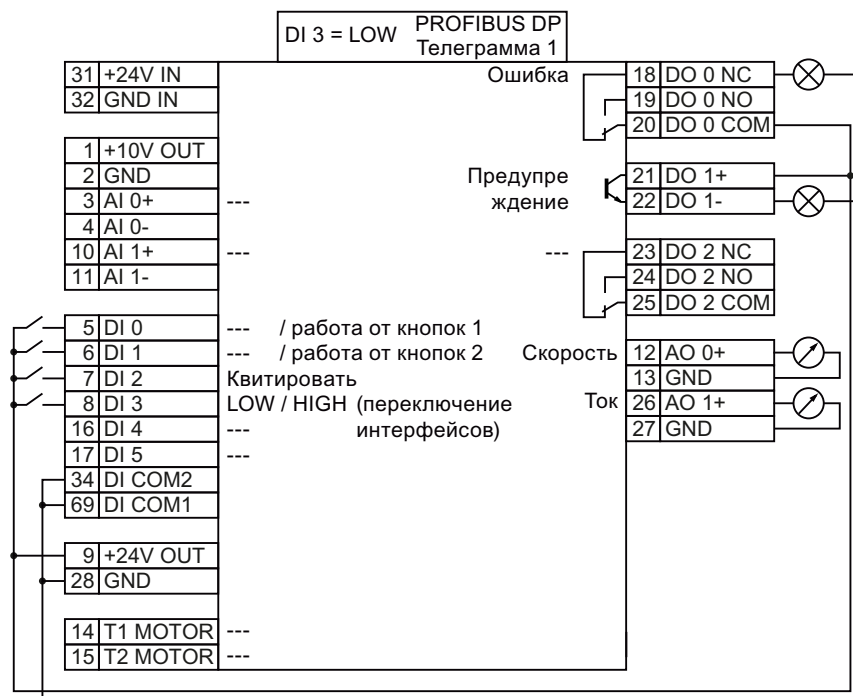 DI 3 = LOW PROFIBUS DP
Телеграмма 1
31 +24V IN
32 GND IN
1 +10V OUT
2 GND
3 AI 0+ ---
4 AI 0-
10 AI 1+ ---
11 AI 1-
5 DI 0 --- / работа от кнопок 1
6 DI 1 --- / работа от кнопок 2
7 DI 2 Квитировать
8 DI 3 LOW / HIGH (переключение
интерфейсов)
16 DI 4 ---
17 DI 5 ---
34 DI COM2
69 DI COM1
9 +24V OUT
28 GND
14 T1 MOTOR ---
15 T2 MOTOR ---
Ошибка 18 DO 0 NC
19 DO 0 NO
20 DO 0 COM
Предупре 21 DO 1+
ждение 22 DO 1-
--- 23 DO 2 NC
24 DO 2 NO
25 DO 2 COM
Скорость 12 AO 0+
13 GND
Ток 26 AO 1+
27 GND